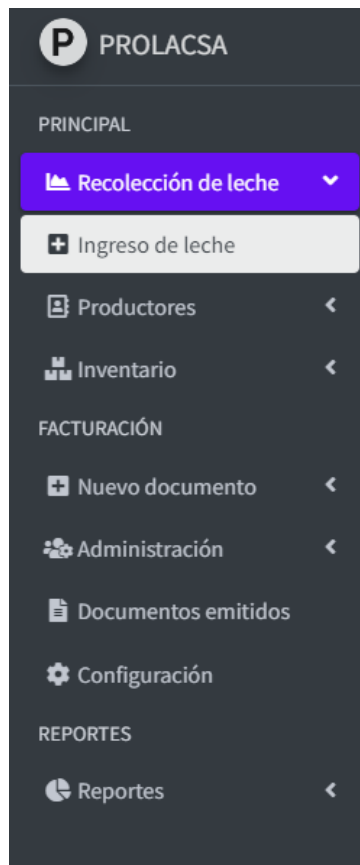 P PROLACSA
PRINCIPAL
Recolección de leche
Ingreso de leche
Productores
Inventario
FACTURACIÓN
Nuevo documento
Administración
Documentos emitidos
Configuración
REPORTES
Reportes